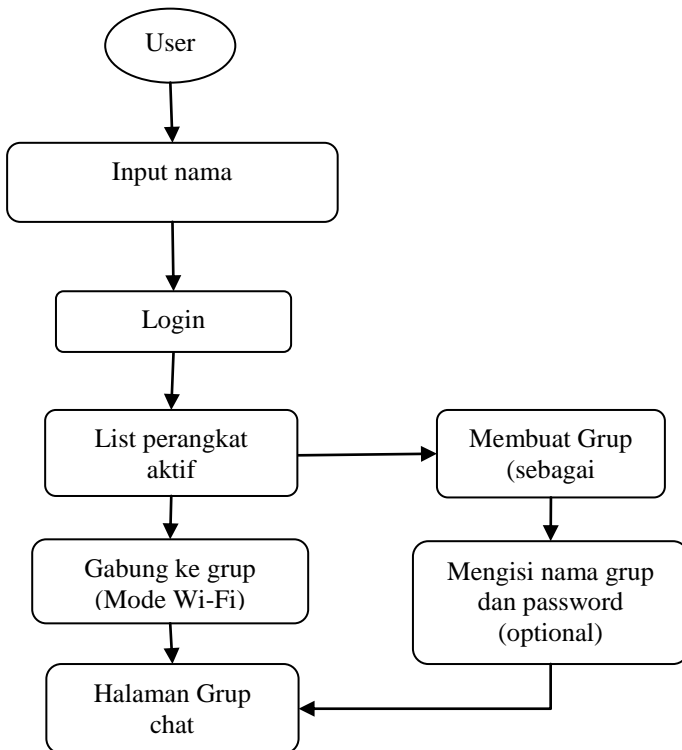 User
Input nama
Login
List perangkat
aktif
Membuat Grup
(sebagai
Gabung ke grup
(Mode Wi-Fi)
Mengisi nama grup
dan password
(optional)
Halaman Grup
chat